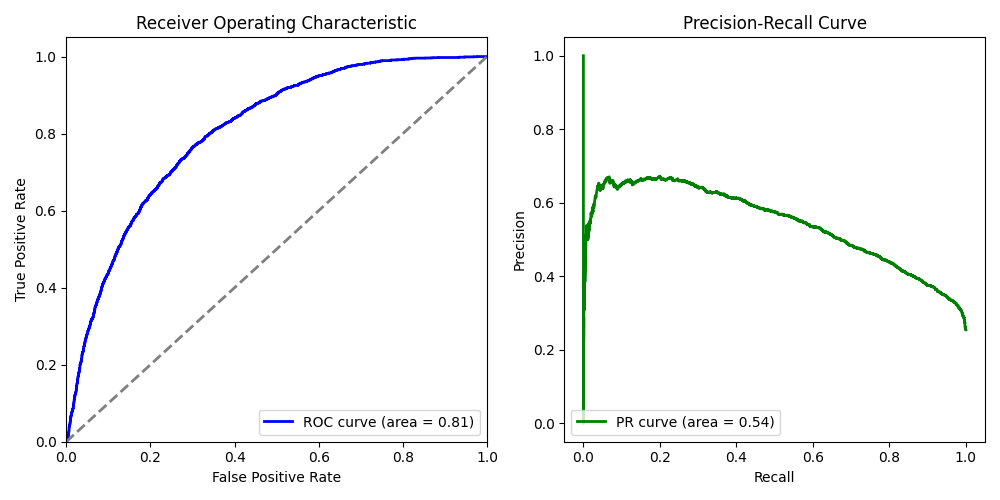 Receiver Operating Characteristic
True Positive Rate
1.0
0.8
0.6
0.4
0.2
0.0
0.0 0.2 0.4 0.6 0.8 1.0
False Positive Rate
ROC curve (area = 0.81)
Precision-Recall Curve
Precision
1.0
0.8
0.6
0.4
0.2
0.0
0.0 0.2 0.4 0.6 0.8 1.0
Recall
PR curve (area = 0.54)